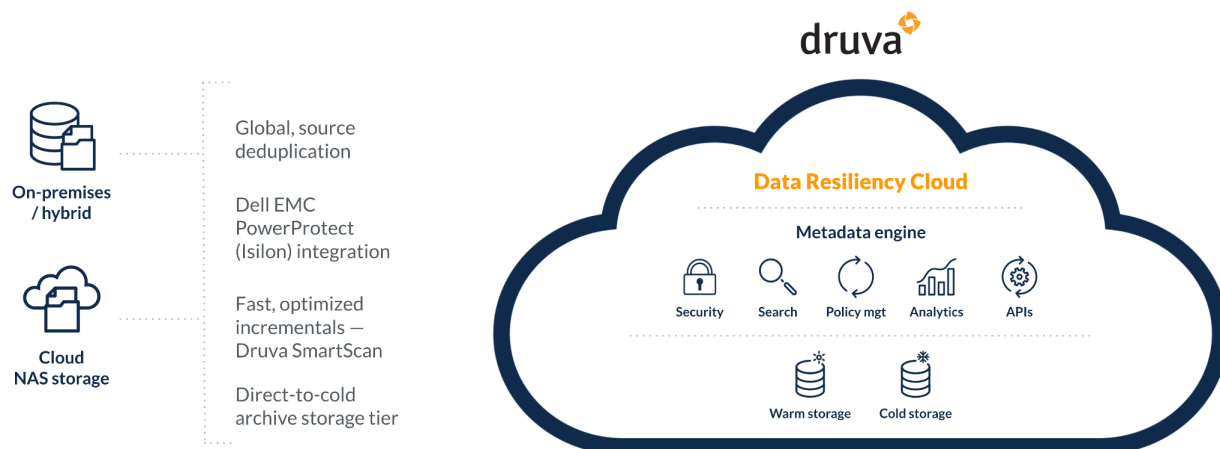 druva
On-premises
/ hybrid
Cloud
NAS storage
Global, source
deduplication
Dell EMC
PowerProtect
(Isilon) integration
Fast, optimized
incrementals —
Druva SmartScan
Direct-to-cold
archive storage tier
Data Resiliency Cloud
Metadata engine
Security
Search
Policy mgt
Analytics
APIs
Warm storage
Cold storage